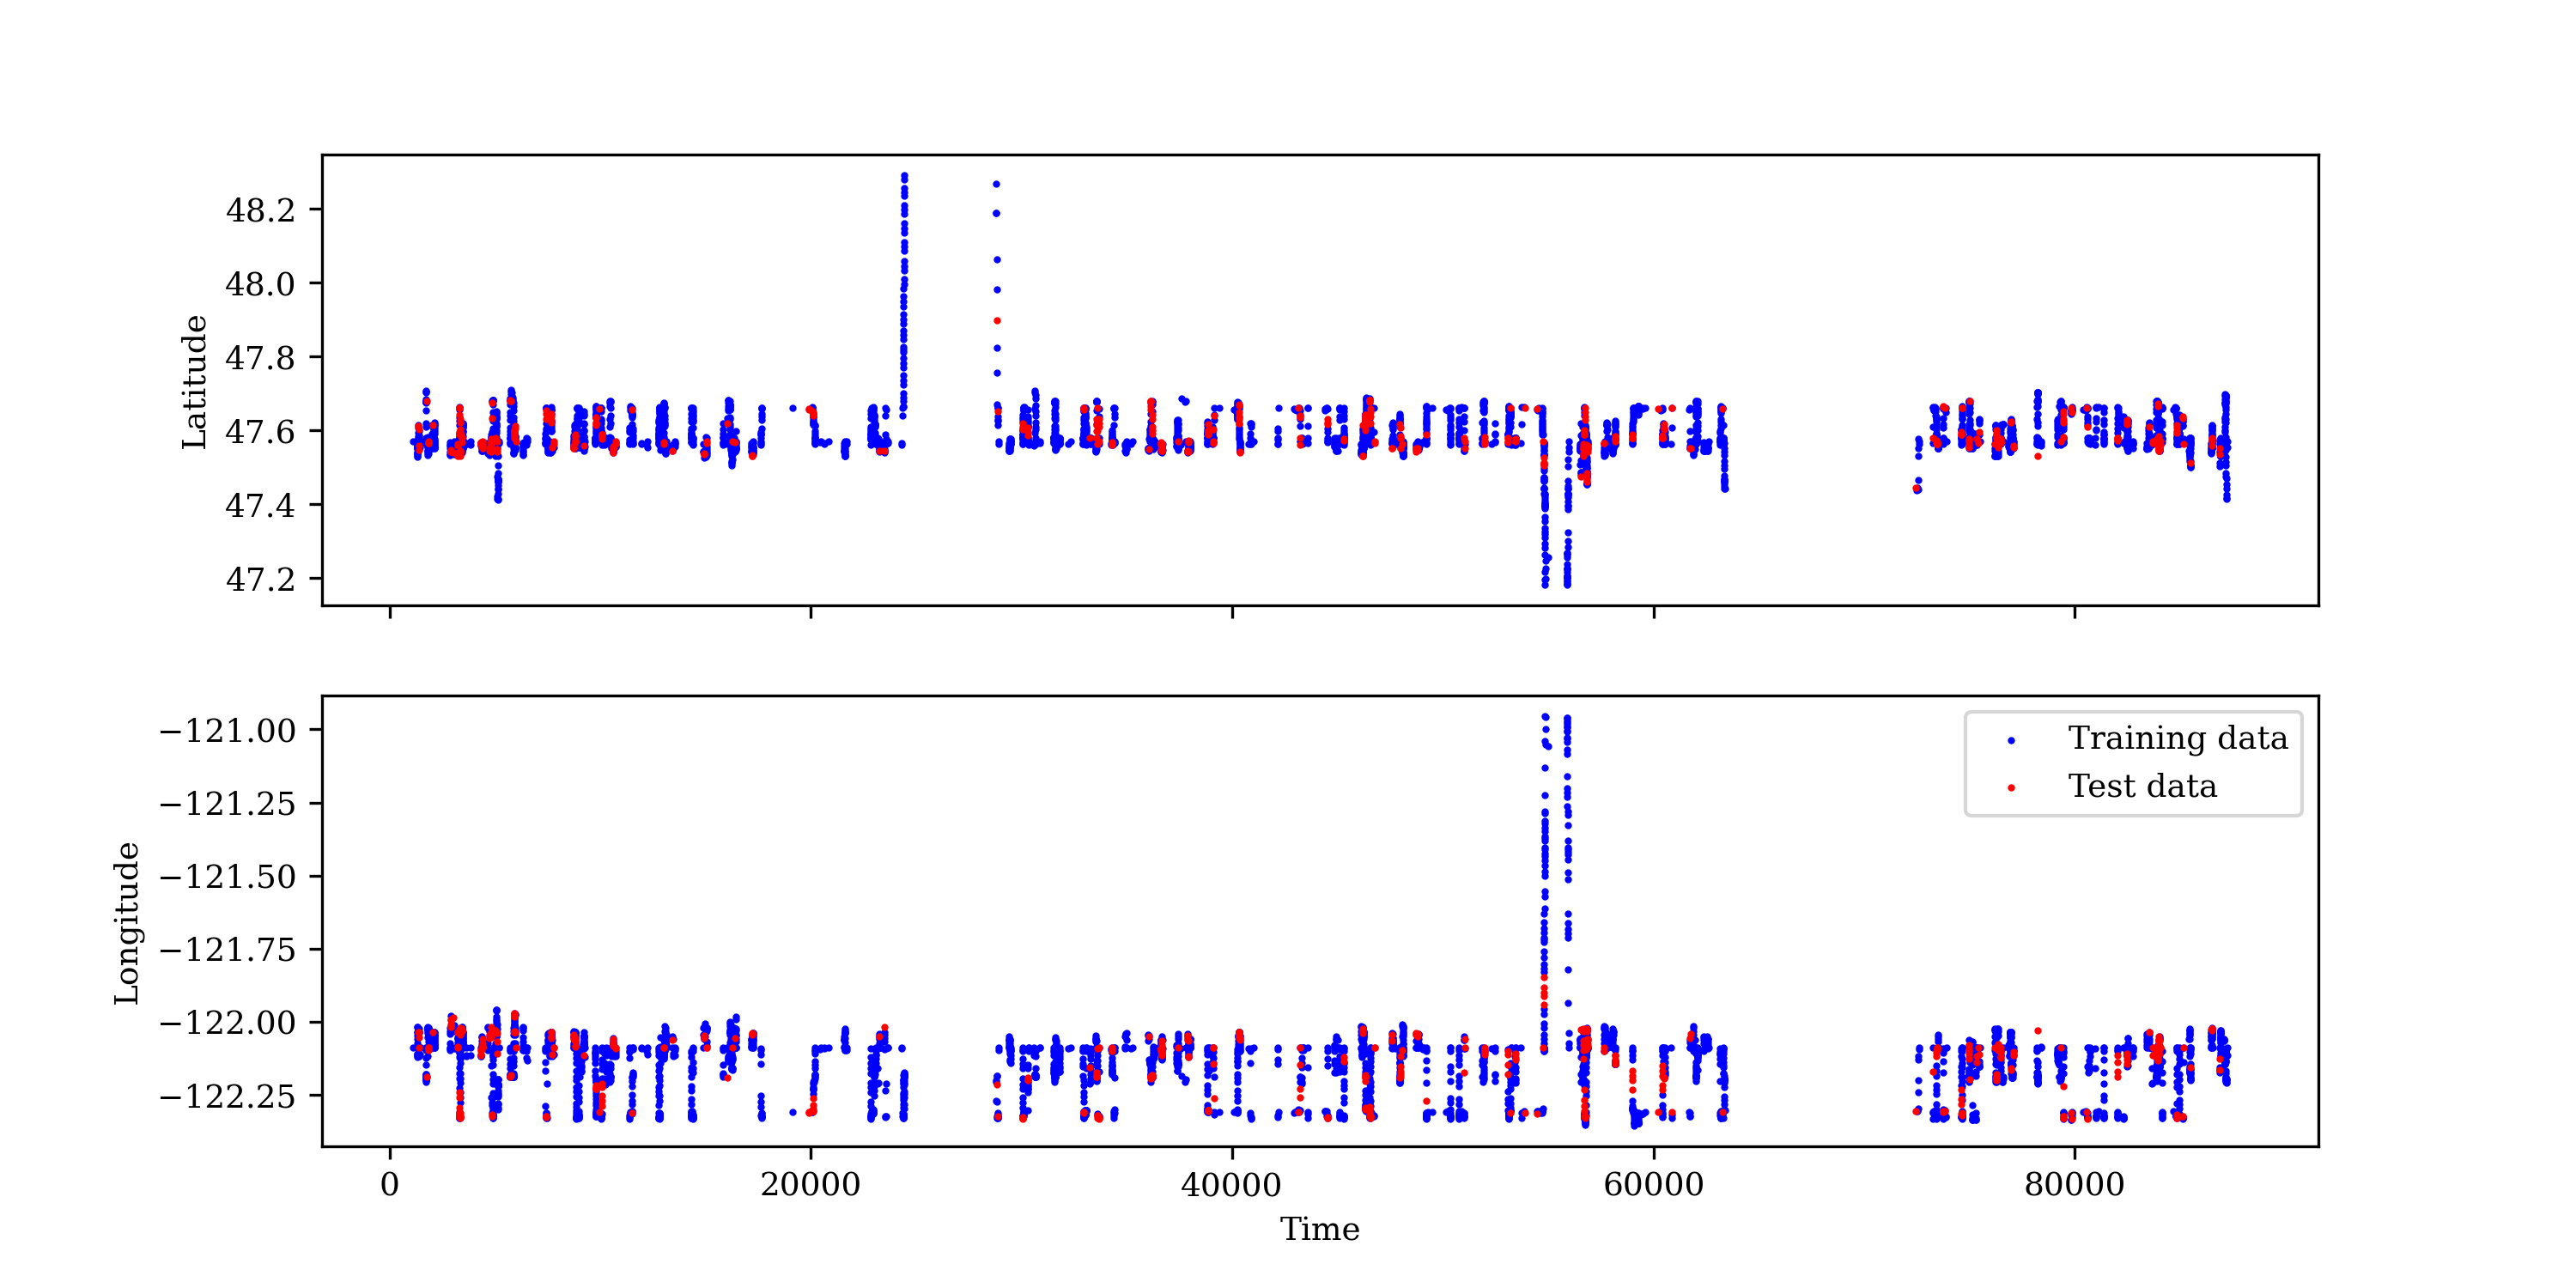 48.2
48.0
47.8
47.6
47.4
47.2
Latitude
−121.00
−121.25
−121.50
−121.75
−122.00
−122.25
Longitude
Training data
Test data
0 20000 40000 60000 80000
Time